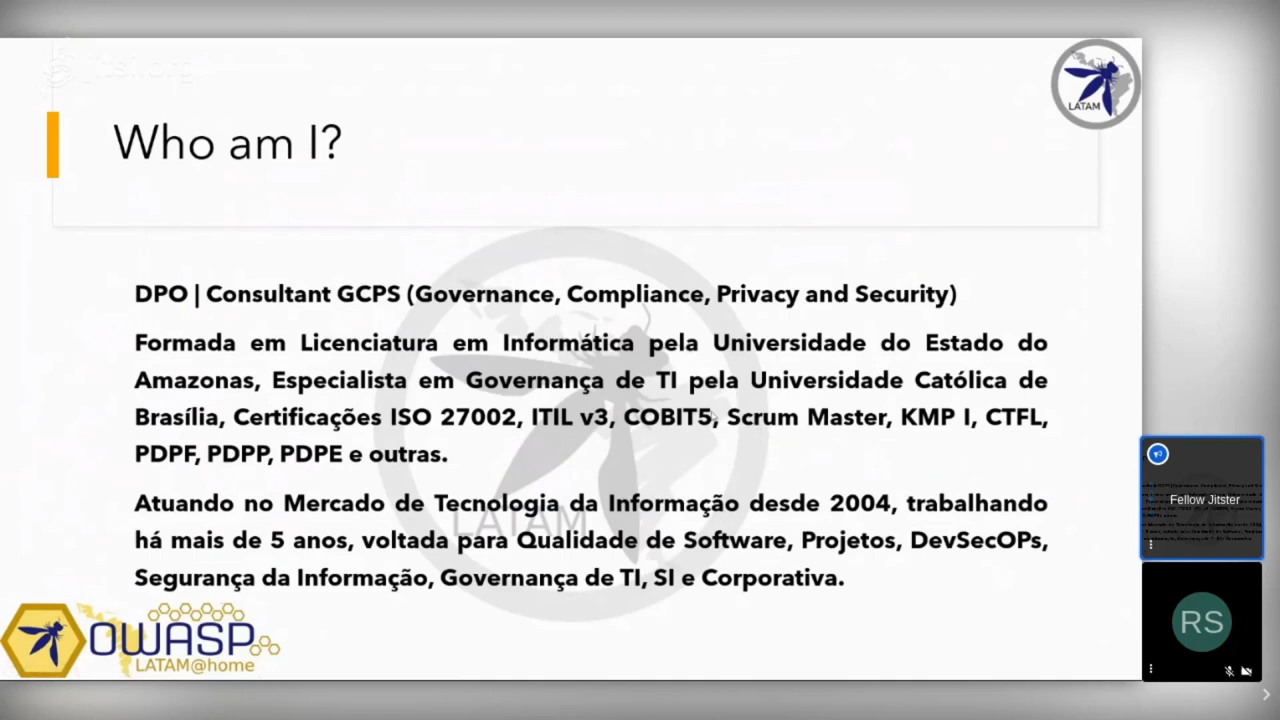 jitsi.org
LATAM
Who am I?
DPO | Consultant GCPS (Governance, Compliance, Privacy and Security)
Formada em Licenciatura em Informática pela Universidade do Estado do
Amazonas, Especialista em Governança de TI pela Universidade Católica de
Brasília, Certificações ISO 27002, ITIL v3, COBIT5, Scrum Master, KMP I, CTFL,
PDPF, PDPP, PDPE e outras.
Atuando no Mercado de Tecnologia da Informação desde 2004, trabalhando
há mais de 5 anos, voltada para Qualidade de Software, Projetos, DevSecOPs,
Segurança da Informação, Governança de TI, SI e Corporativa.
LATAM
OWASP
LATAM@home
Fellow Jitster
RS